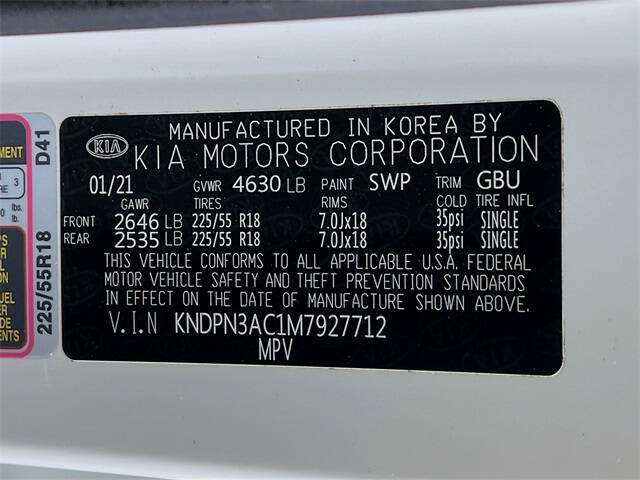 KIA
MANUFACTURED IN KOREA BY
KIA MOTORS CORPORATION
01/21 GVWR 4630 LB PAINT SWP TRIM GBU
GAWR TIRES RIMS COLD TIRE INFL
FRONT 2646 LB 225/55 R18 7.0Jx18 35psi SINGLE
REAR 2535 LB 225/55 R18 7.0Jx18 35psi SINGLE
THIS VEHICLE CONFORMS TO ALL APPLICABLE U.S.A. FEDERAL
MOTOR VEHICLE SAFETY AND THEFT PREVENTION STANDARDS
IN EFFECT ON THE DATE OF MANUFACTURE SHOWN ABOVE.
V.I.N KNDPN3AC1M7927712
MPV
225/55R18 D41
3
lbs.